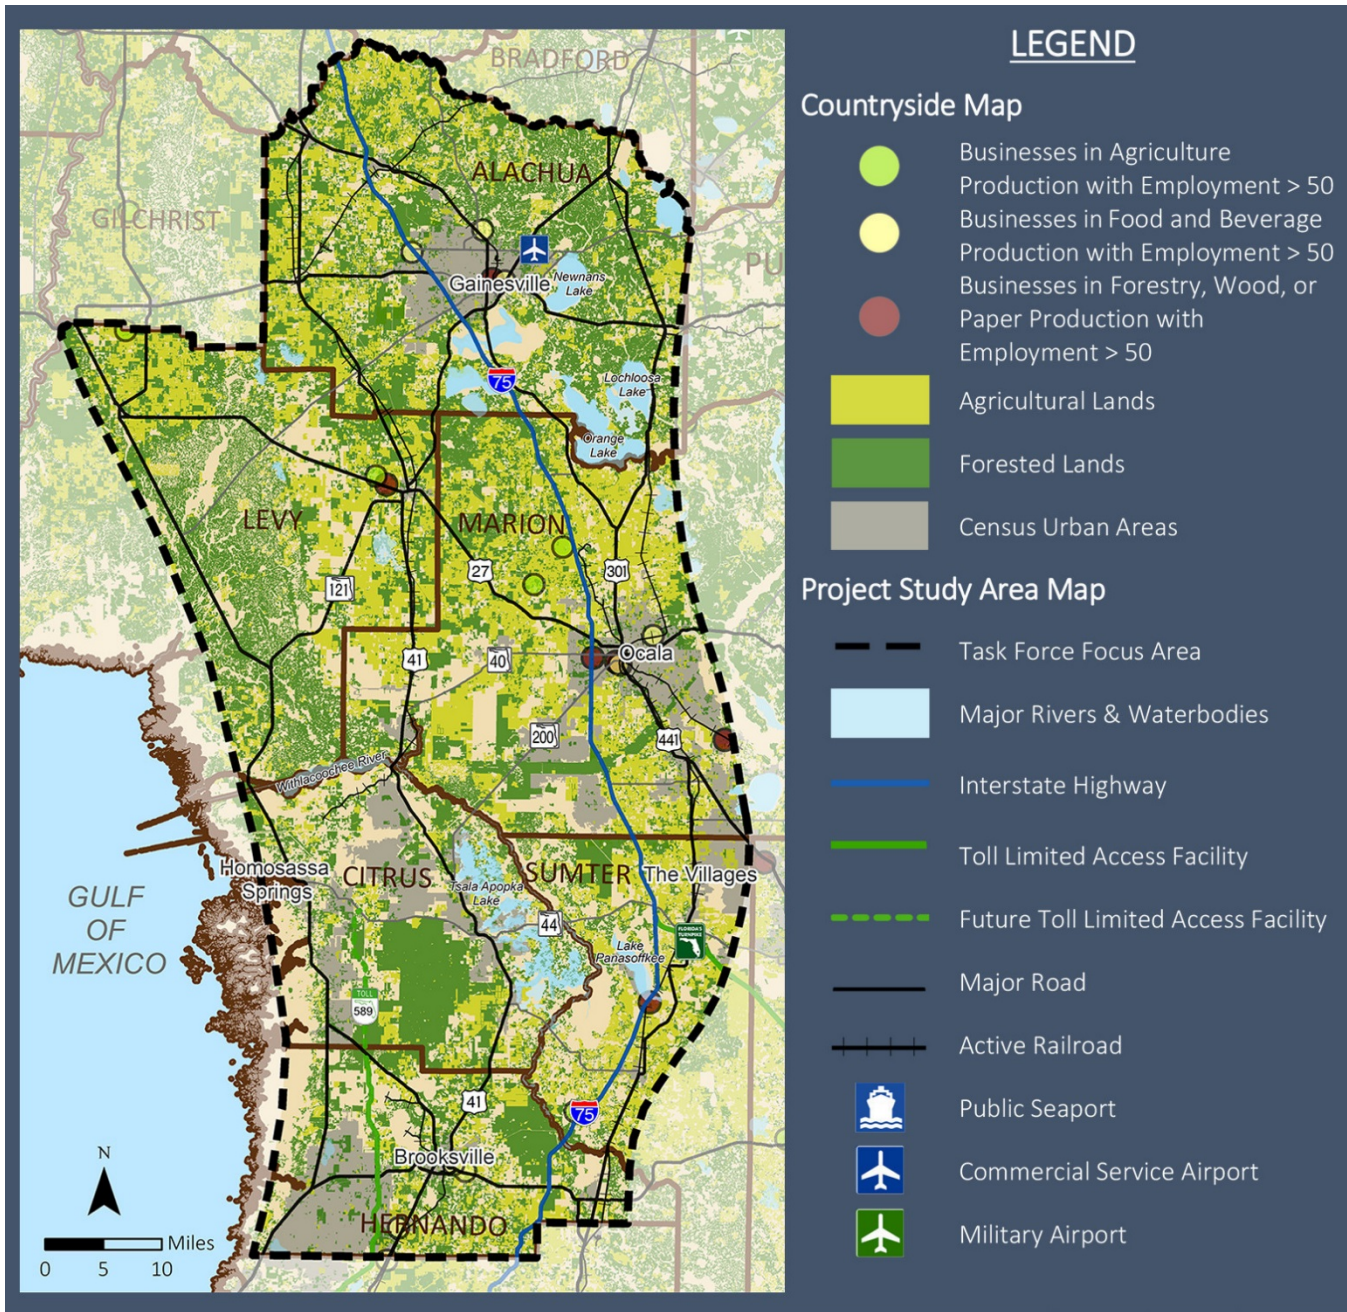 BRADFORD
ALACHUA
GILCHRIST
PU
Gainesville
Newnans
Lake
75
Lochloosa
Lake
Orange
Lake
LEVY
MARION
121
27
301
41
40
Ocala
200
441
Withlacoochee River
Homosassa
Springs
CITRUS
SUMTER
The Villages
Tsala Apopka
Lake
44
FLORIDA'S
TURNPIKE
Lake
Panasoffkee
GULF
OF
MEXICO
TOLL
589
41
75
Brooksville
HERNANDO
N
Miles
0 5 10
LEGEND
Countryside Map
Businesses in Agriculture
Production with Employment > 50
Businesses in Food and Beverage
Production with Employment > 50
Businesses in Forestry, Wood, or
Paper Production with
Employment > 50
Agricultural Lands
Forested Lands
Census Urban Areas
Project Study Area Map
Task Force Focus Area
Major Rivers & Waterbodies
Interstate Highway
Toll Limited Access Facility
Future Toll Limited Access Facility
Major Road
Active Railroad
Public Seaport
Commercial Service Airport
Military Airport